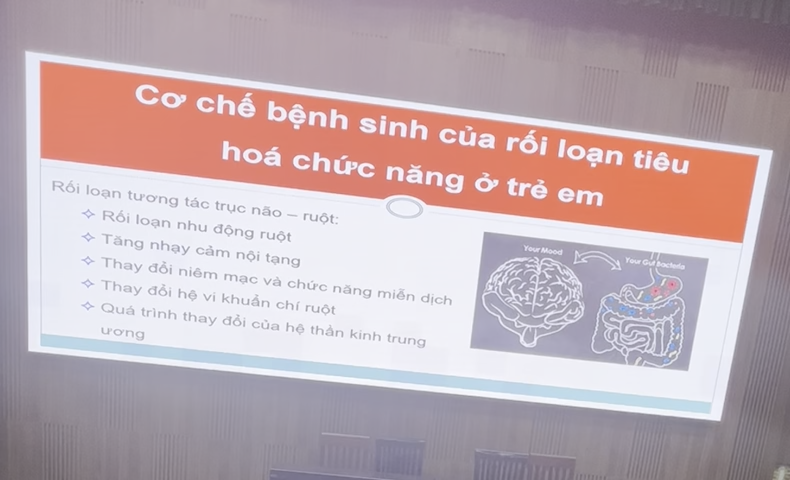 Cơ chế bệnh sinh của rối loạn tiêu
hoá chức năng ở trẻ em
Rối loạn tương tác trục não – ruột:
Rối loạn nhu động ruột
Tăng nhạy cảm nội tạng
Thay đổi niêm mạc và chức năng miễn dịch
Thay đổi hệ vi khuẩn chí ruột
Quá trình thay đổi của hệ thần kinh trung
ương
Your Mood
Your Gut Bacteria